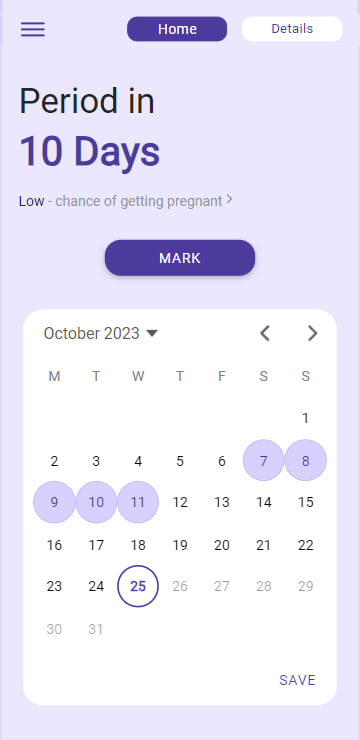 Home Details
Period in
10 Days
Low - chance of getting pregnant
MARK
October 2023
M T W T F S S
1
2 3 4 5 6 7 8
9 10 11 12 13 14 15
16 17 18 19 20 21 22
23 24 25 26 27 28 29
30 31
SAVE